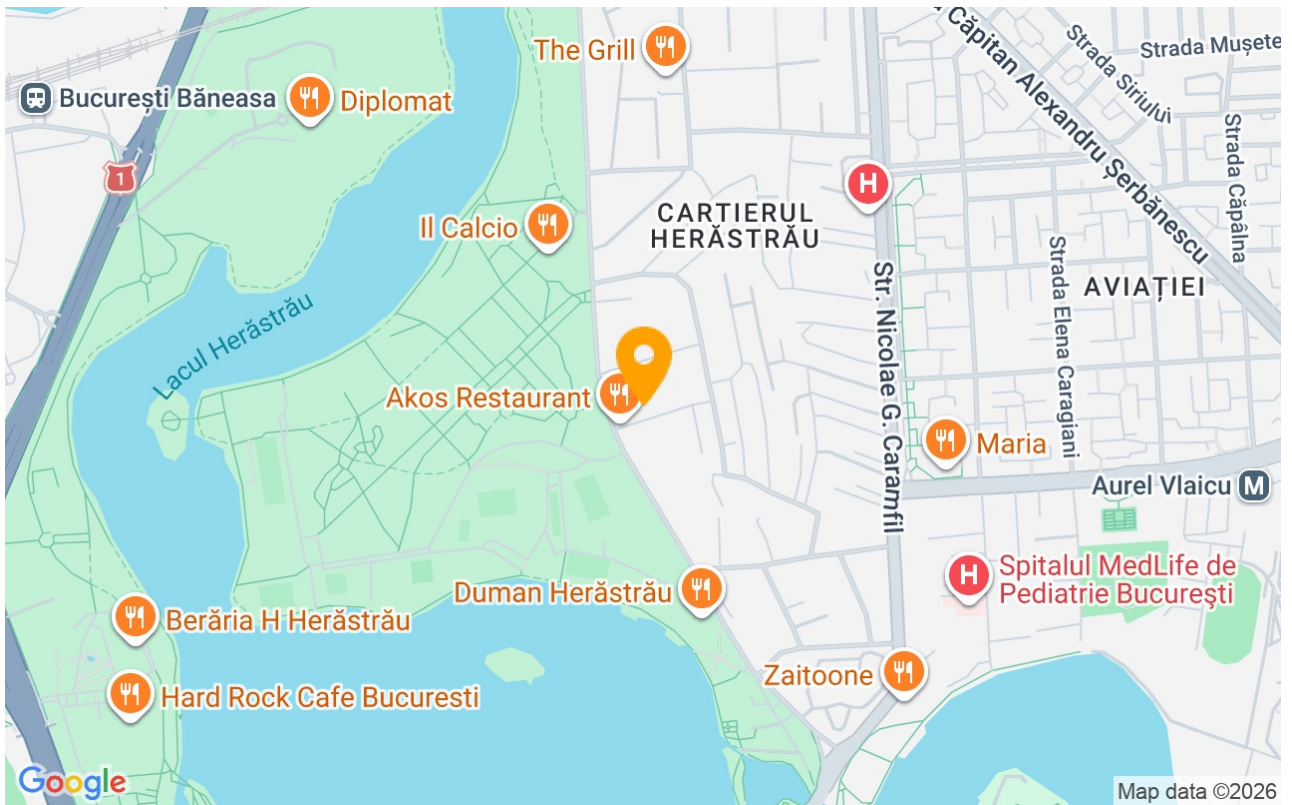 Căpitan Alexandru Șerbănescu
Strada Siriului
Strada Mușete
The Grill
București Băneasa
Diplomat
1
H
Strada Căpâlna
Il Calcio
CARTIERUL
HERĂSTRĂU
Strada Elena Caragiani
AVIAȚIEI
Str. Nicolae G. Caramfil
Lacul Herăstrău
Akos Restaurant
Maria
Aurel Vlaicu M
Duman Herăstrău
H
Spitalul MedLife de
Pediatrie București
Berăria H Herăstrău
Zaitoone
Hard Rock Cafe Bucuresti
Google
Map data ©2026